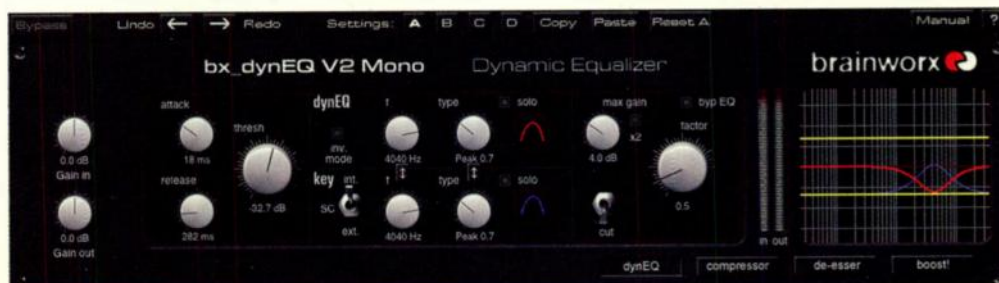 Bypass Undo ← → Redo Settings: A B C D Copy Paste Reset A Manual ?
bx_dynEQ V2 Mono Dynamic Equalizer brainworx
attack dynEQ f type solo max gain byp EQ
thresh factor
inv. mode x2
0.0 dB 18 ms 4040 Hz Peak 0.7 4.0 dB
Gain in
release key int. f type solo
-32.7 dB SC 0.5
0.0 dB 282 ms ext. 4040 Hz Peak 0.7 cut in out
Gain out
dynEQ compressor de-esser boost!